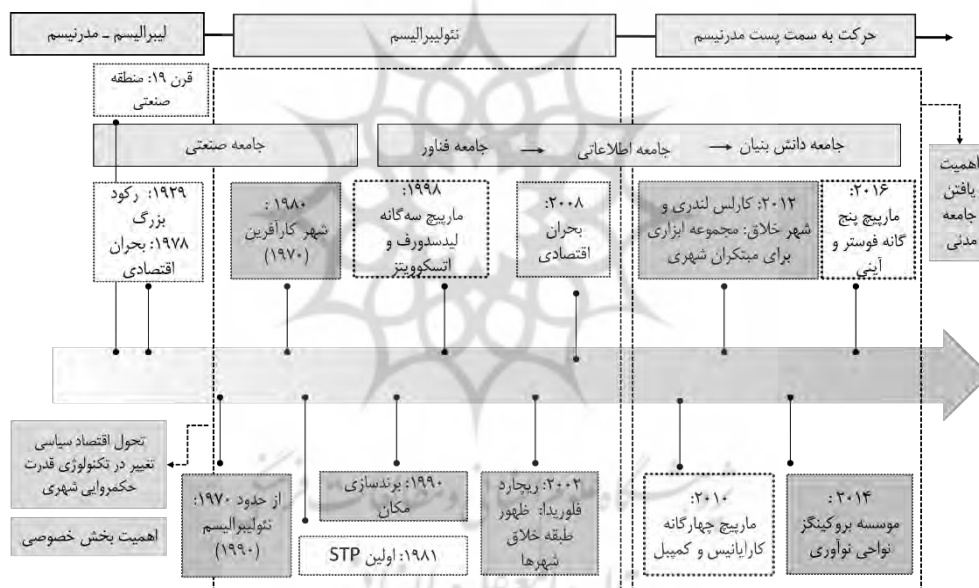 لیبرالیسم – مدرنیسم
نئولیبرالیسم
حرکت به سمت پست مدرنیسم
قرن ۱۹: منطقه
صنعتی
جامعه صنعتی
جامعه فناور → جامعه اطلاعاتی → جامعه دانش بنیان
۱۹۲۹: رکود
بزرگ
۱۹۷۸: بحران
اقتصادی
۱۹۸۰:
شهر کارآفرین
(۱۹۷۰)
۱۹۹۸:
مارپیچ سه‌گانه
لیدسدورف و
اتسکوویتز
۲۰۰۸:
بحران
اقتصادی
۲۰۱۲: کارلس لندری و
شهر خلاق: مجموعه ابزاری
برای مبتکران شهری
۲۰۱۶:
مارپیچ پنج
گانه فوستر و
آینی
اهمیت
یافتن
جامعه
مدنی
تحول اقتصاد سیاسی
تغییر در تکنولوژی قدرت
حکمروایی شهری
اهمیت بخش خصوصی
از حدود ۱۹۷۰:
نئولیبرالیسم
(۱۹۹۰)
۱۹۹۰: برندسازی
مکان
۱۹۸۱: اولین STP
۲۰۰۲: ریچارد
فلوریدا: ظهور
طبقه خلاق
شهرها
۲۰۱۰:
مارپیچ چهارگانه
کارایانیس و کمپبل
۲۰۱۴:
موسسه بروکینگز
نواحی نوآوری